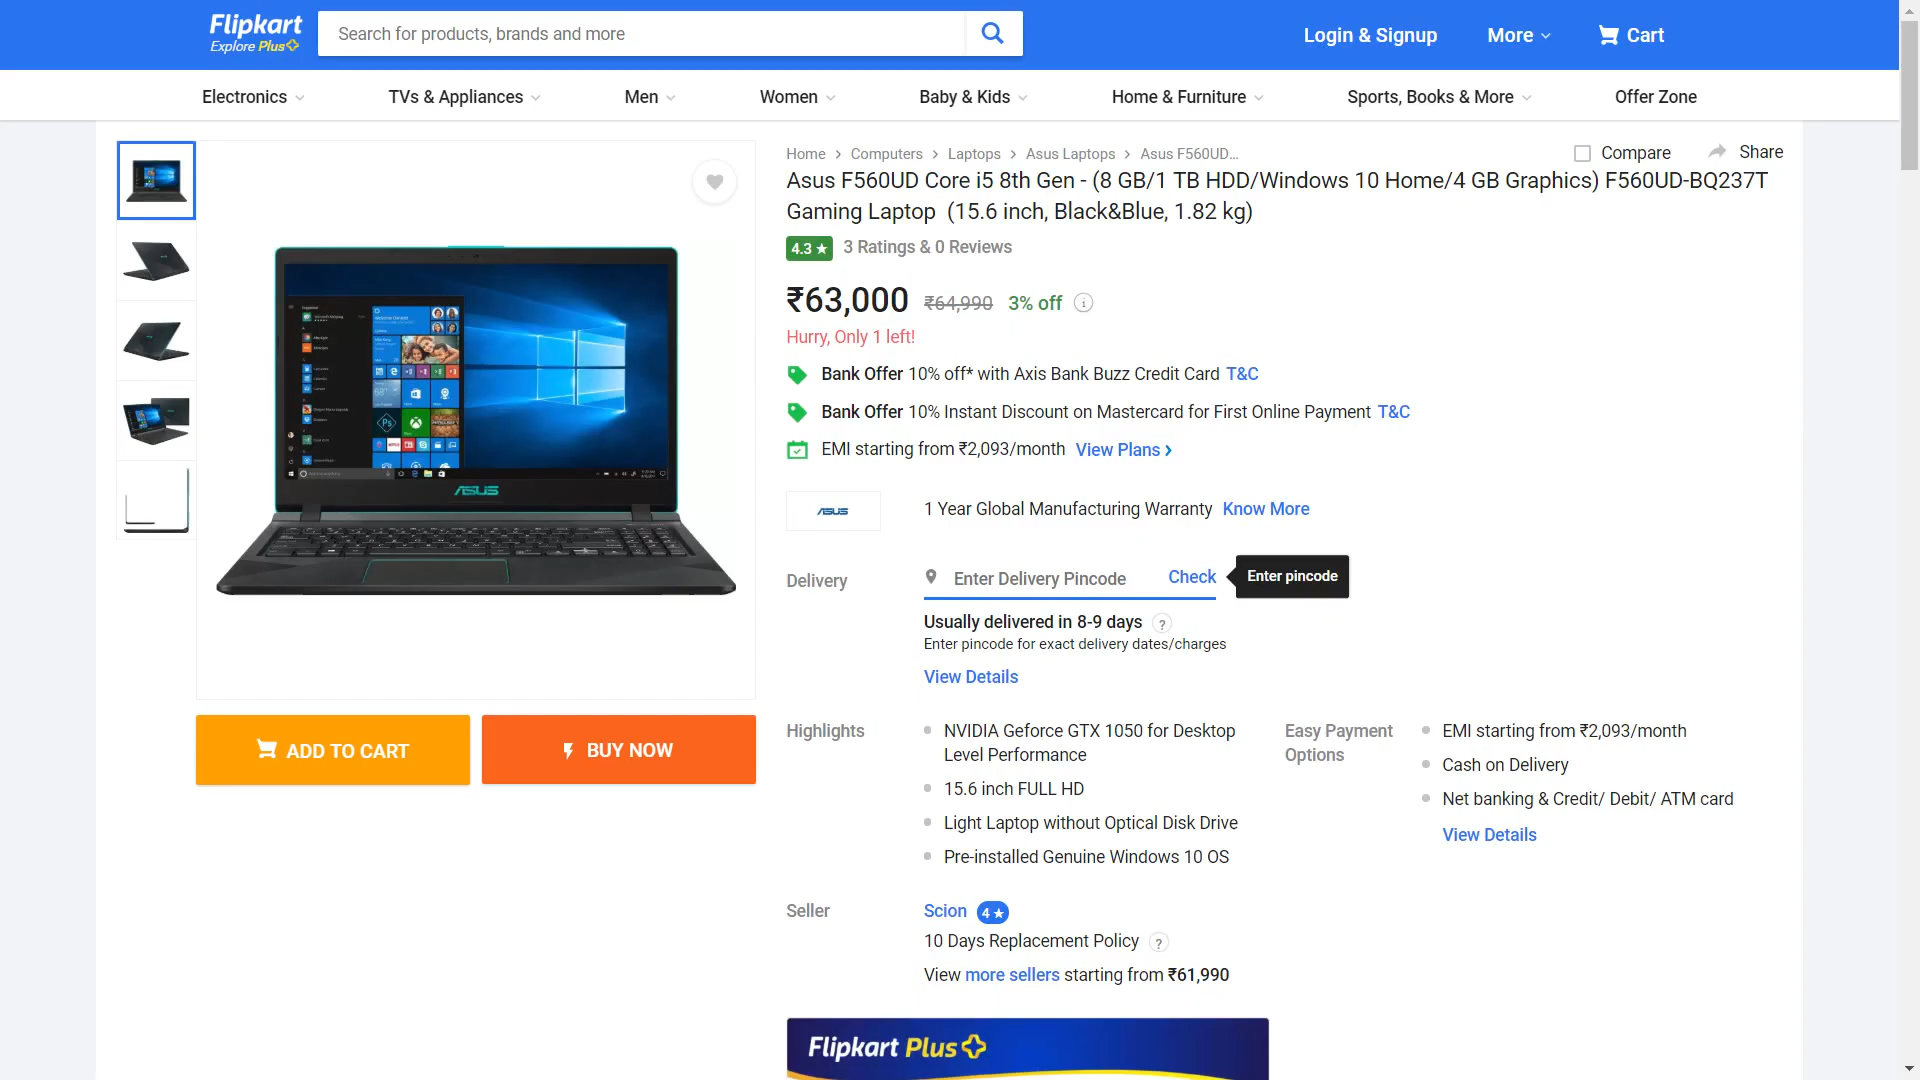 Flipkart
Explore Plus
Search for products, brands and more
Login & Signup
More
Cart
Electronics
TVs & Appliances
Men
Women
Baby & Kids
Home & Furniture
Sports, Books & More
Offer Zone
Home
Computers
Laptops
Asus Laptops
Asus F560UD...
Compare
Share
Asus F560UD Core i5 8th Gen - (8 GB/1 TB HDD/Windows 10 Home/4 GB Graphics) F560UD-BQ237T
Gaming Laptop (15.6 inch, Black&Blue, 1.82 kg)
4.3 ★ 3 Ratings & 0 Reviews
₹63,000 ₹64,990 3% off
Hurry, Only 1 left!
Bank Offer 10% off* with Axis Bank Buzz Credit Card T&C
Bank Offer 10% Instant Discount on Mastercard for First Online Payment T&C
EMI starting from ₹2,093/month View Plans
ASUS
ASUS
1 Year Global Manufacturing Warranty Know More
Delivery
Enter Delivery Pincode
Check
Enter pincode
Usually delivered in 8-9 days ?
Enter pincode for exact delivery dates/charges
View Details
ADD TO CART
BUY NOW
Highlights
NVIDIA Geforce GTX 1050 for Desktop
Level Performance
15.6 inch FULL HD
Light Laptop without Optical Disk Drive
Pre-installed Genuine Windows 10 OS
Easy Payment
Options
EMI starting from ₹2,093/month
Cash on Delivery
Net banking & Credit/ Debit/ ATM card
View Details
Seller
Scion 4 ★
10 Days Replacement Policy ?
View more sellers starting from ₹61,990
Flipkart Plus